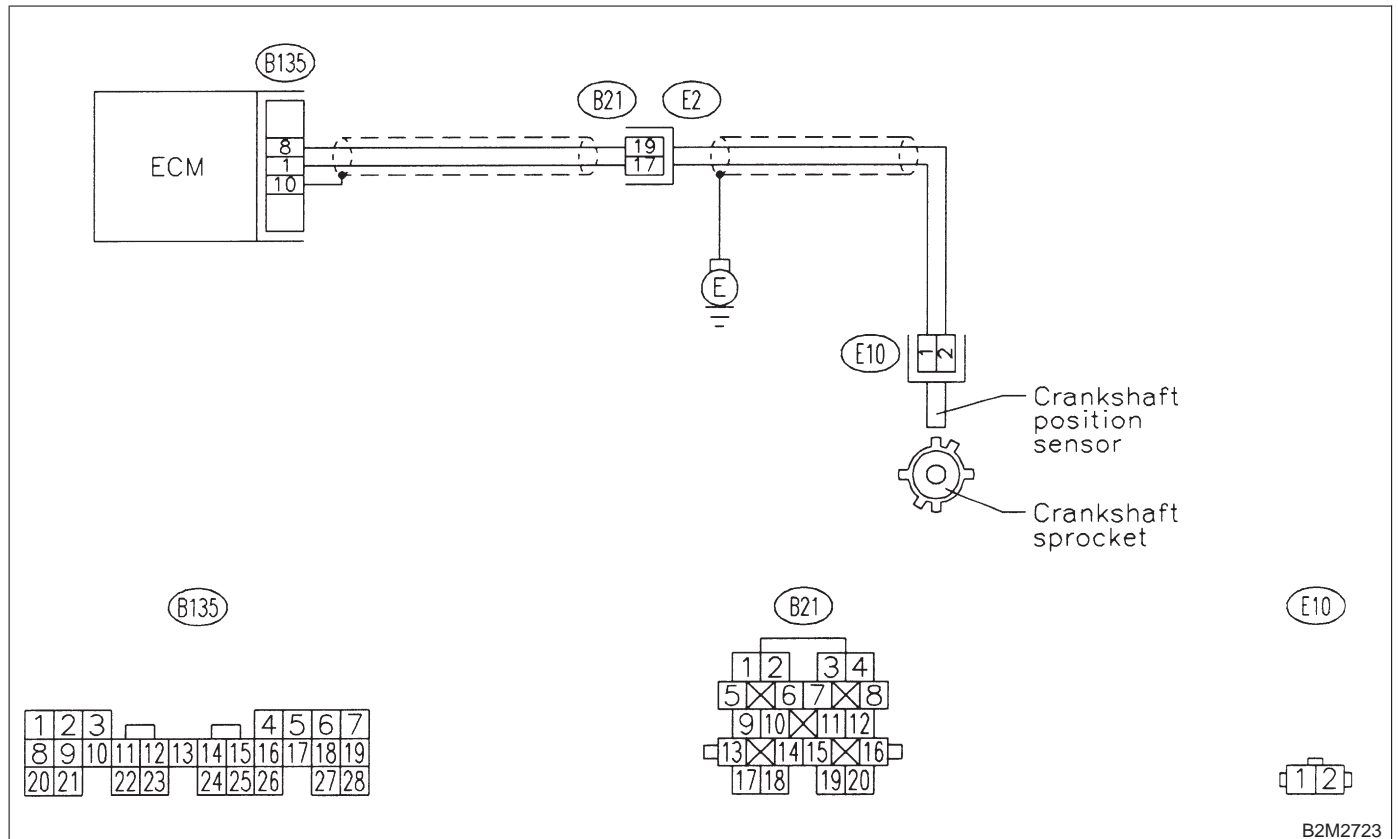 B135
B21 E2
ECM
8
1
10
19
17
E
E10
1 2
Crankshaft
position
sensor
Crankshaft
sprocket
B135
B21
E10
1 2 3 4 5 6 7
8 9 10 11 12 13 14 15 16 17 18 19
20 21 22 23 24 25 26 27 28
1 2 3 4
5 6 7 8
9 10 11 12
13 14 15 16
17 18 19 20
1 2
B2M2723